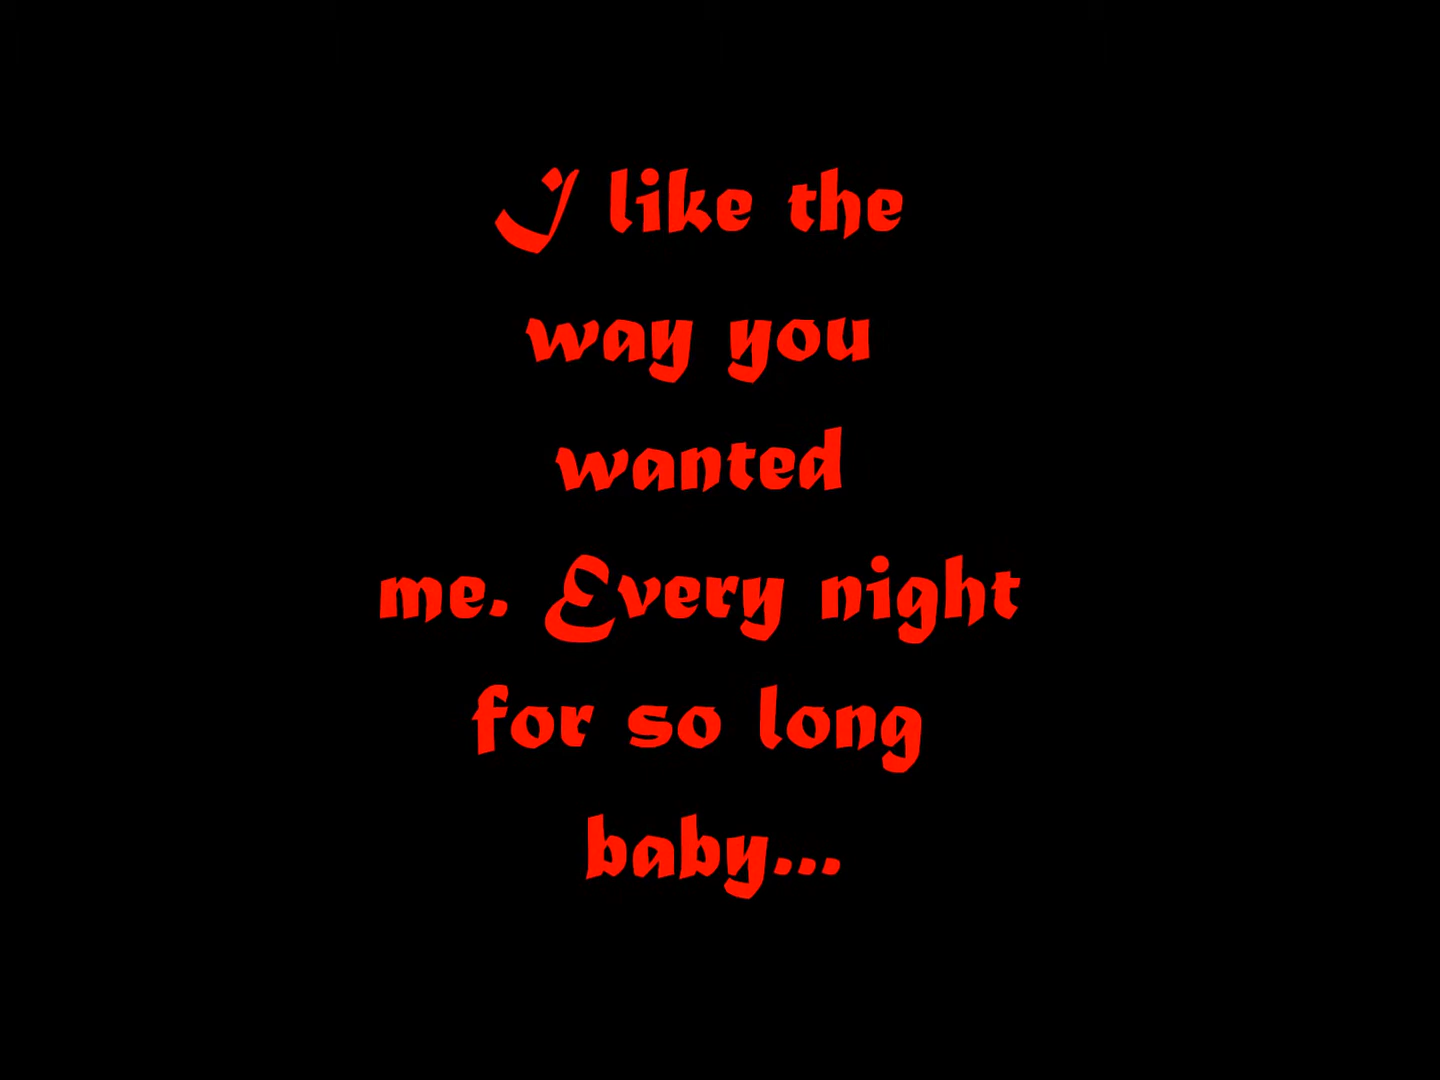 I like the
way you
wanted
me. Every night
for so long
baby...